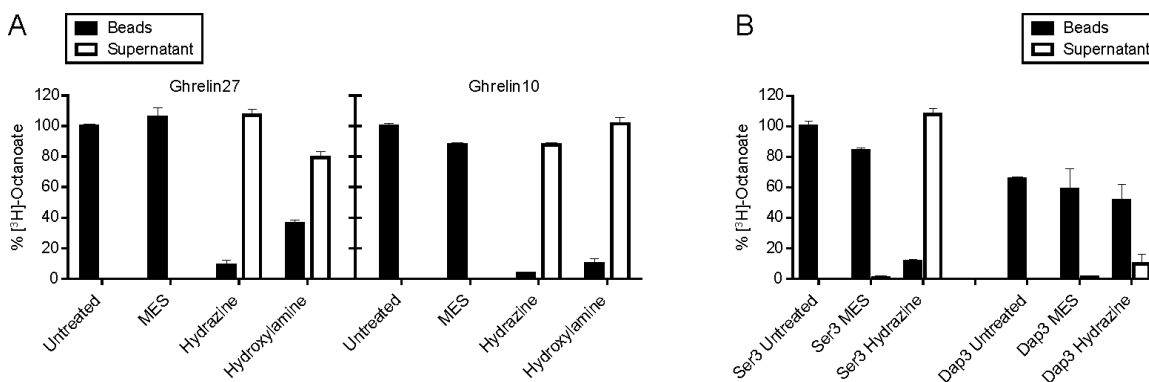 A
Beads
Supernatant
Ghrelin27
Ghrelin10
% [³H]-Octanoate
120
100
80
60
40
20
0
Untreated
MES
Hydrazine
Hydroxylamine
Untreated
MES
Hydrazine
Hydroxylamine
B
Beads
Supernatant
% [³H]-Octanoate
120
100
80
60
40
20
0
Ser3 Untreated
Ser3 MES
Ser3 Hydrazine
Dap3 Untreated
Dap3 MES
Dap3 Hydrazine